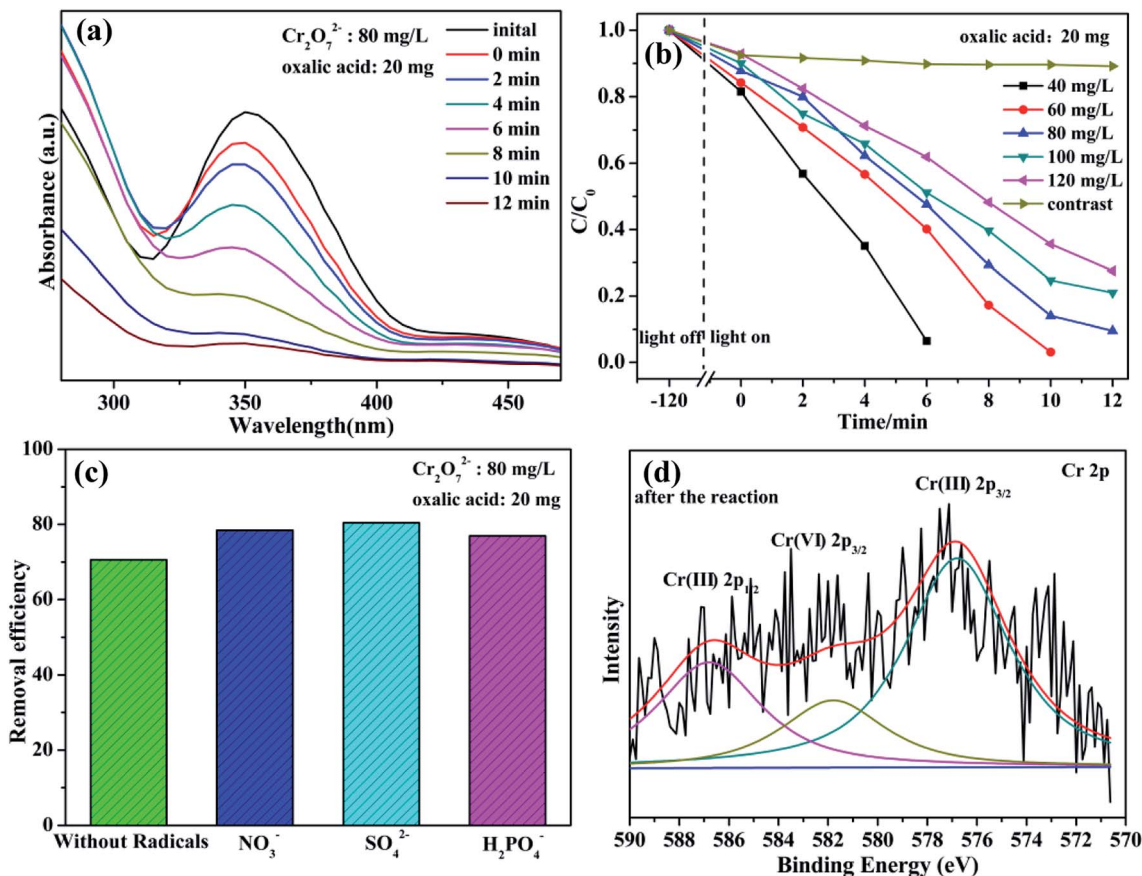 (a)
Cr₂O₇²⁻ : 80 mg/L
oxalic acid: 20 mg
inital
0 min
2 min
4 min
6 min
8 min
10 min
12 min
Absorbance (a.u.)
300 350 400 450
Wavelength(nm)
(b)
oxalic acid: 20 mg
40 mg/L
60 mg/L
80 mg/L
100 mg/L
120 mg/L
contrast
C/C₀
1.0
0.8
0.6
0.4
0.2
0.0
light off light on
-120 0 2 4 6 8 10 12
Time/min
(c)
Cr₂O₇²⁻ : 80 mg/L
oxalic acid: 20 mg
Removal efficiency
100
80
60
40
20
0
Without Radicals NO₃⁻ SO₄²⁻ H₂PO₄⁻
(d)
Cr 2p
after the reaction
Cr(III) 2p₃/₂
Cr(VI) 2p₃/₂
Cr(III) 2p₁/₂
Intensity
590 588 586 584 582 580 578 576 574 572 570
Binding Energy (eV)